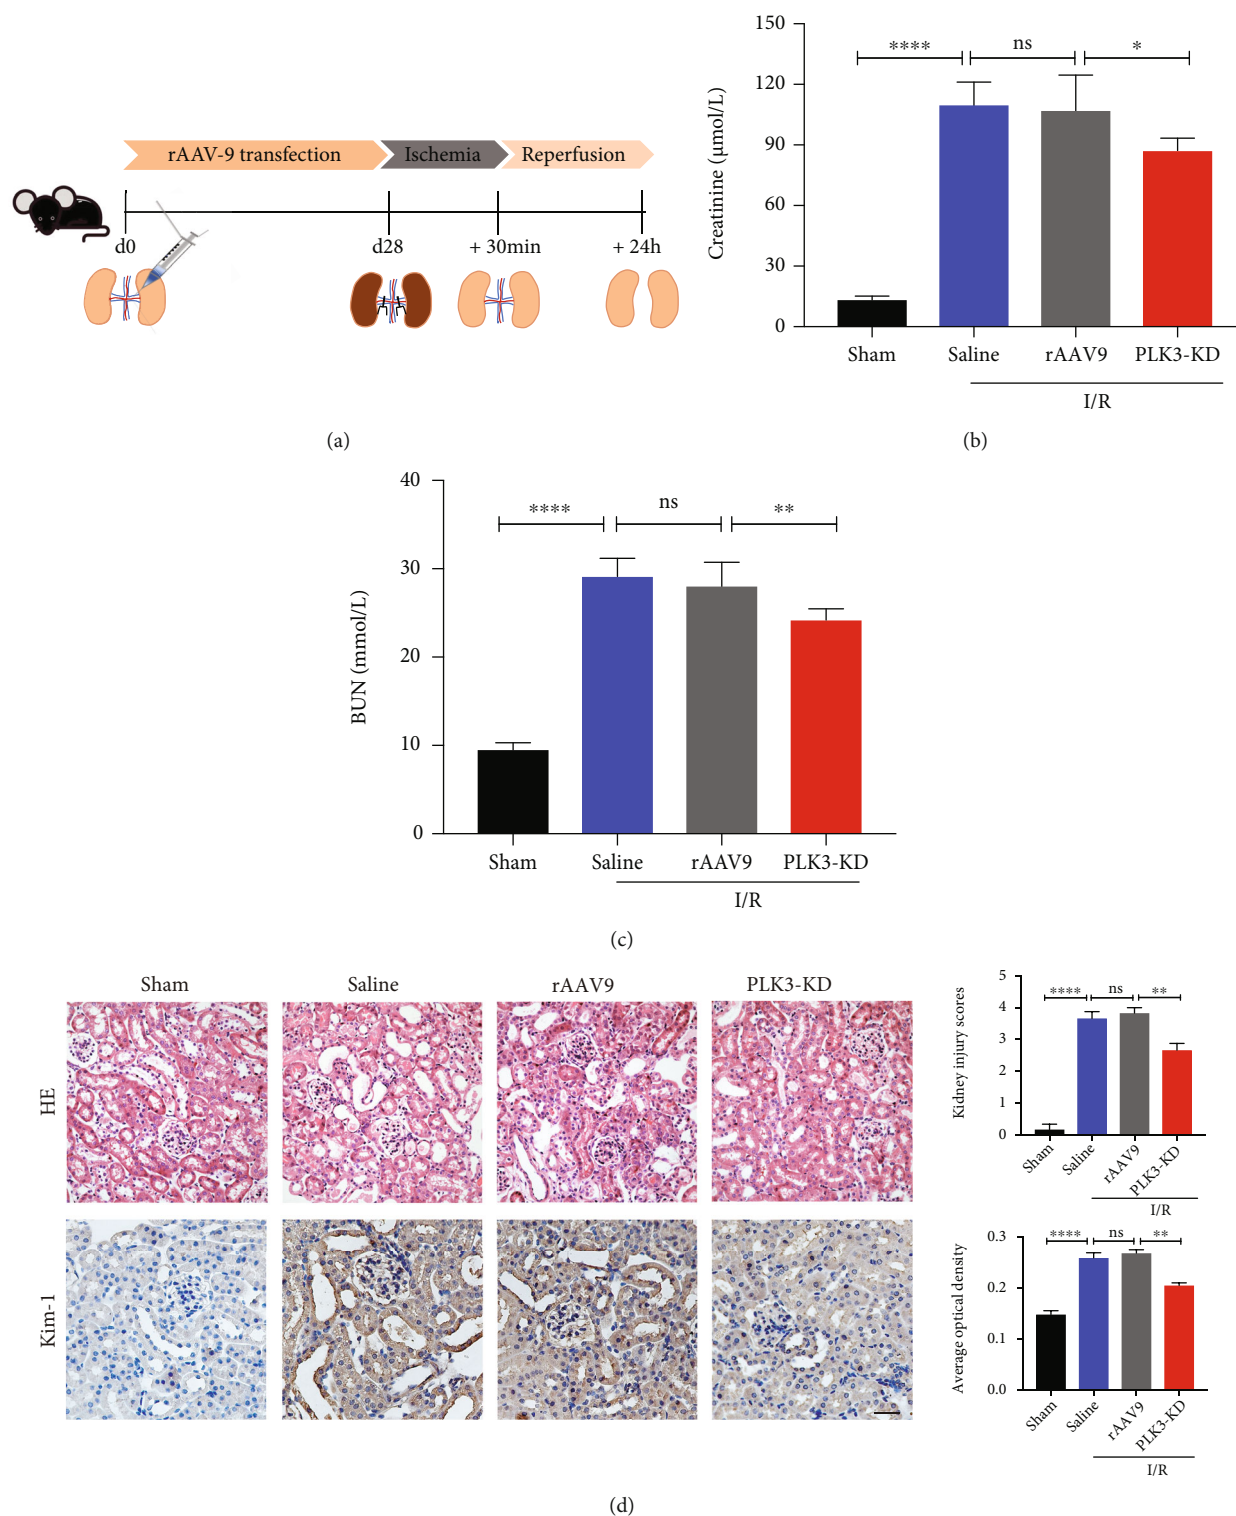 rAAV-9 transfection Ischemia Reperfusion
d0 d28 + 30min + 24h
(a)
150
120
90
60
30
0
Creatinine (μmol/L)
**** ns *
Sham Saline rAAV9 PLK3-KD
I/R
(b)
40
30
20
10
0
BUN (mmol/L)
**** ns **
Sham Saline rAAV9 PLK3-KD
I/R
(c)
Sham Saline rAAV9 PLK3-KD
HE
Kim-1
5
4
3
2
1
0
Kidney injury scores
**** ns **
Sham Saline rAAV9 PLK3-KD
I/R
0.3
0.2
0.1
0.0
Average optical density
**** ns **
Sham Saline rAAV9 PLK3-KD
I/R
(d)